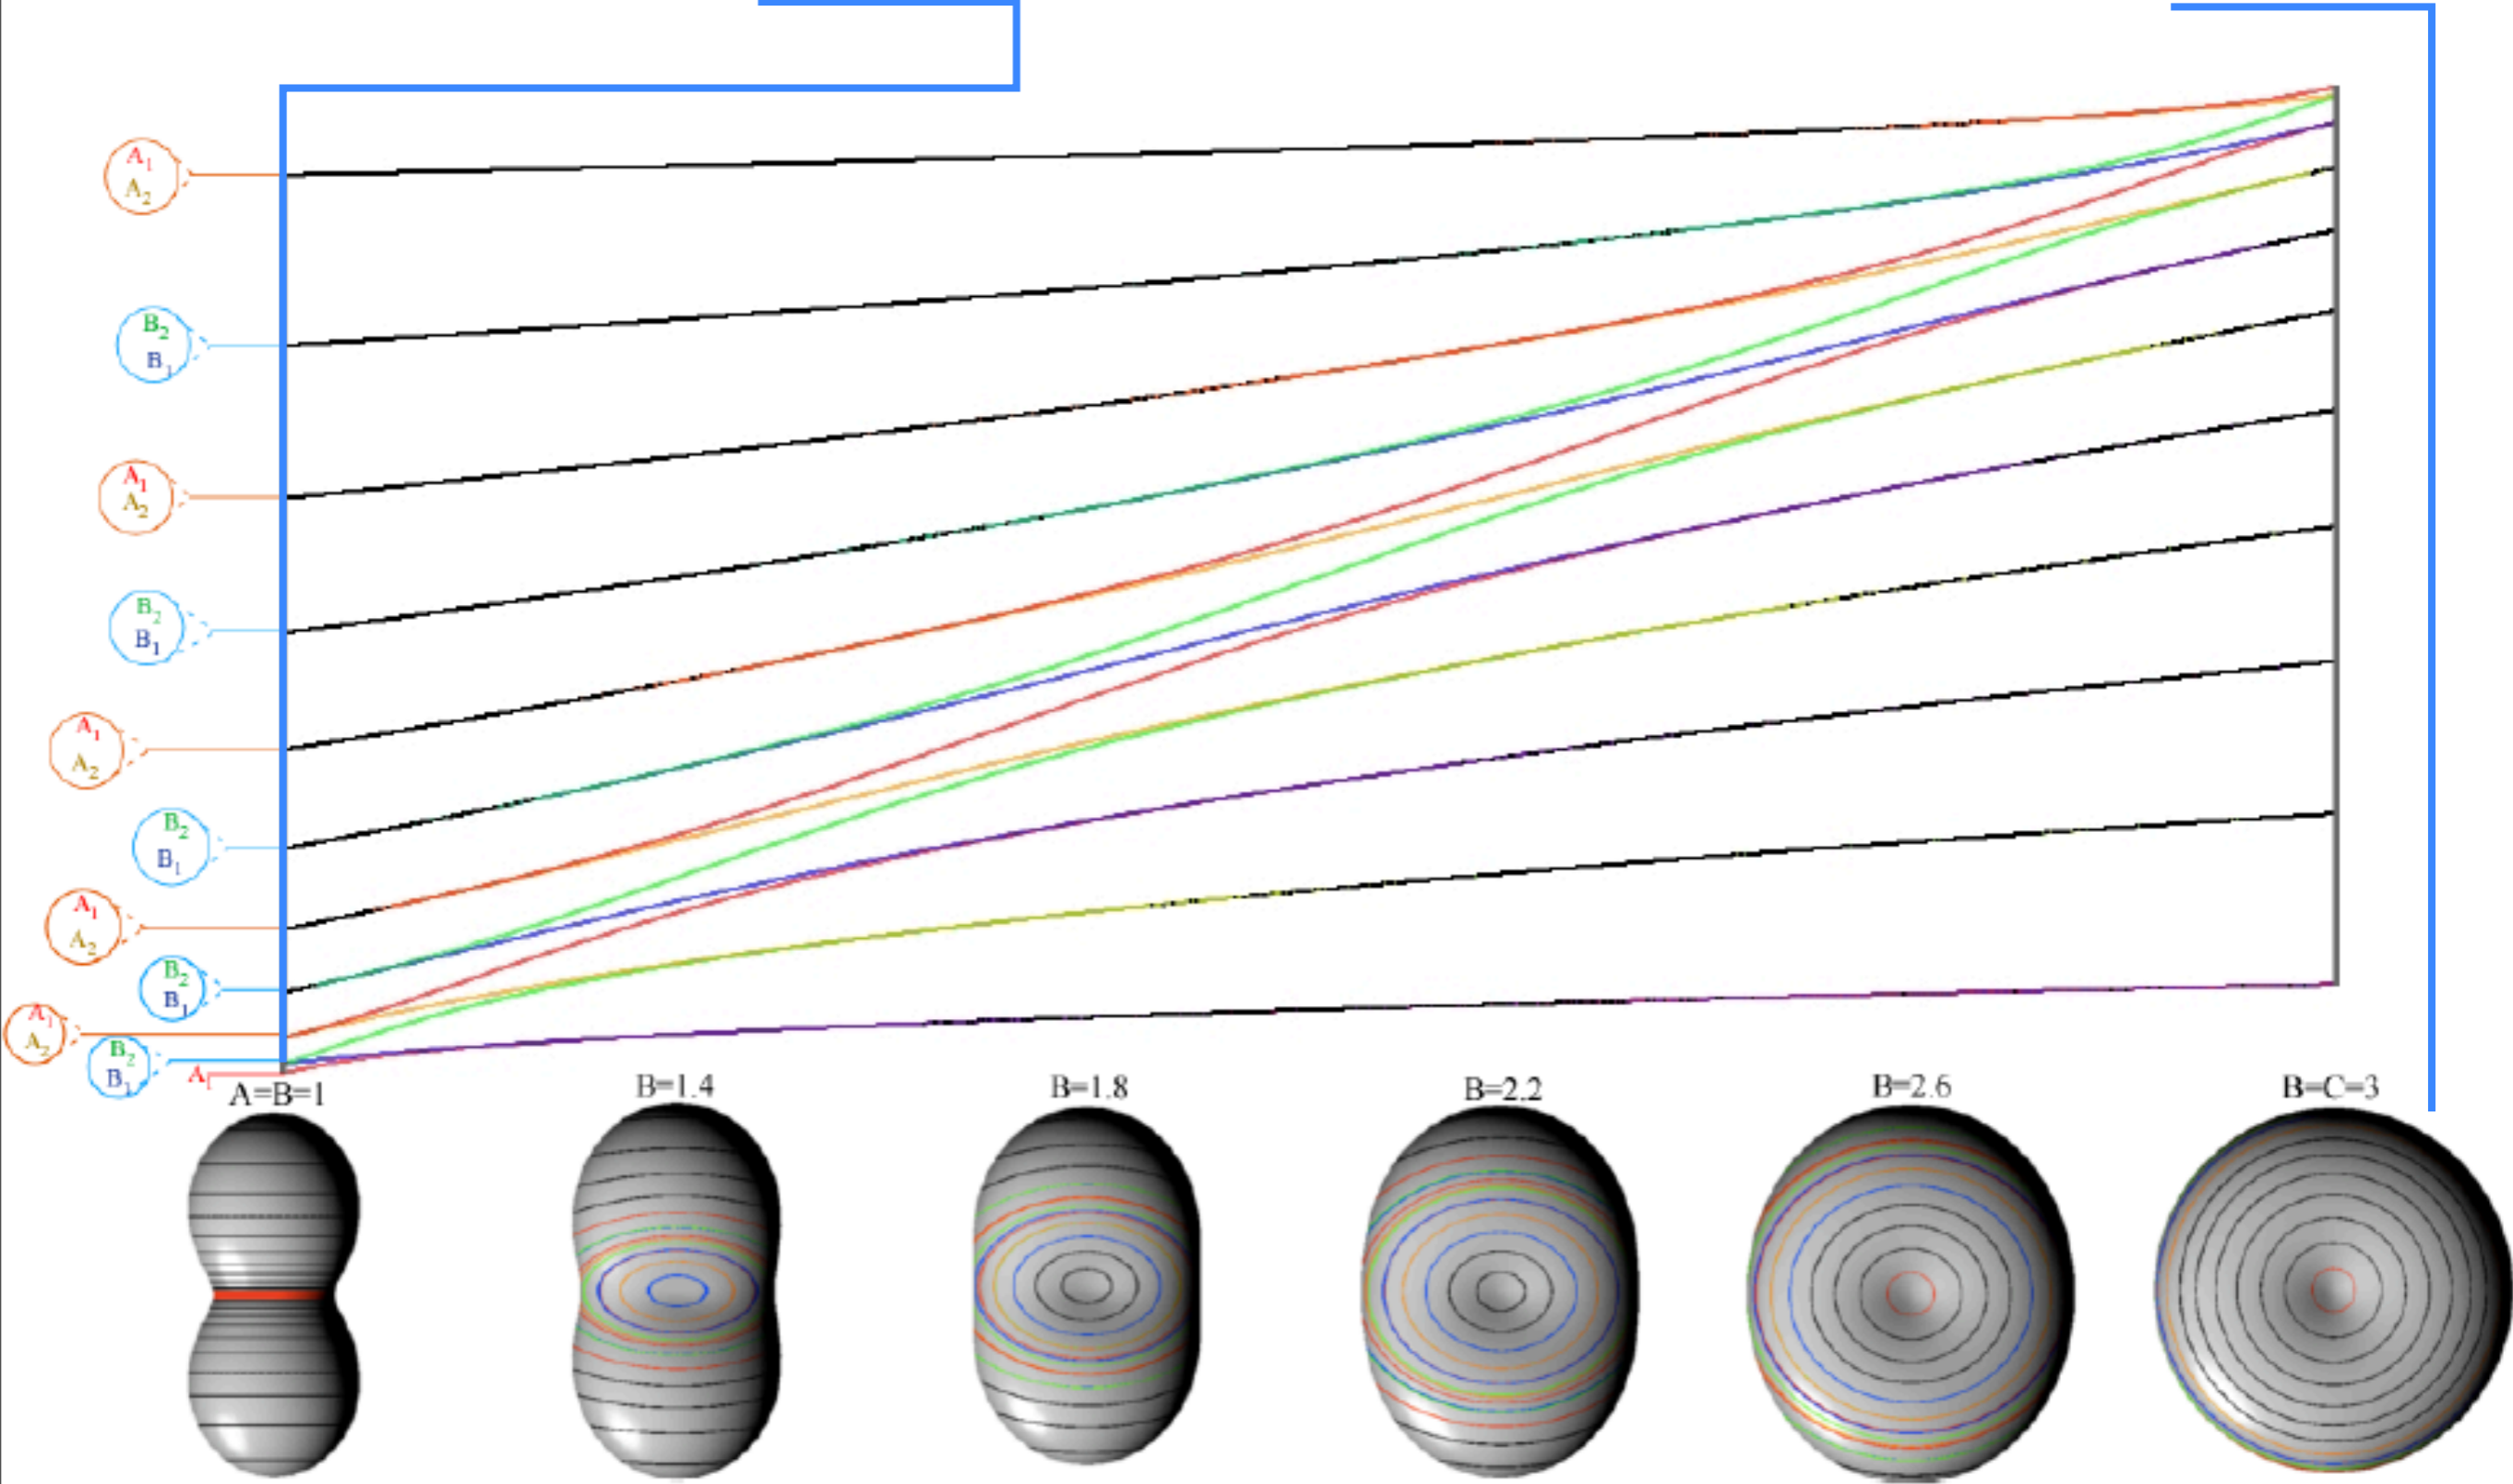 A₁
A₂
B₂
B₁
A₁
A₂
B₂
B₁
A₁
A₂
B₂
B₁
A₁
A₂
B₂
B₁
A₁
A₂
B₂
B₁
A₁
A=B=1
B=1.4
B=1.8
B=2.2
B=2.6
B=C=3